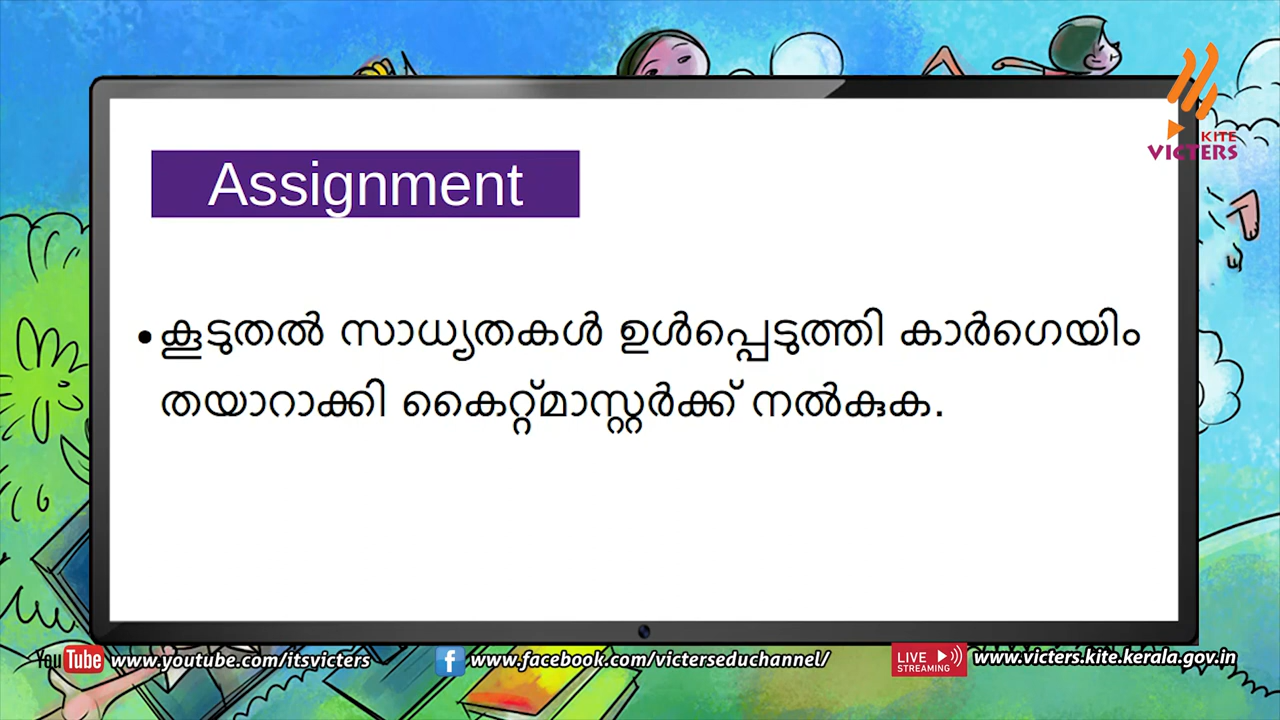 KITE
VICTERS
Assignment
•കൂടുതൽ സാധ്യതകൾ ഉൾപ്പെടുത്തി കാർഗെയിം
തയാറാക്കി കൈറ്റ്മാസ്റ്റർക്ക് നൽകുക.
YouTube www.youtube.com/itsvicters
f www.facebook.com/victerseduchannel/
LIVE
STREAMING
www.victers.kite.kerala.gov.in